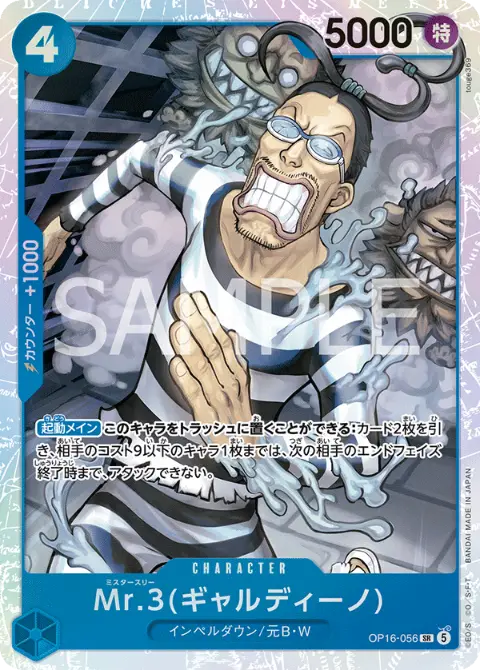 4
5000
特
touge369
カウンター +1000
SAMPLE
起動メイン このキャラをトラッシュに置くことができる:カード2枚を引
き、相手のコスト9以下のキャラ1枚までは、次の相手のエンドフェイズ
終了時まで、アタックできない。
CHARACTER
ミスタースリー
Mr.3(ギャルディーノ)
インペルダウン/元B・W
OP16-056 SR 5
©E.O/S ©O/S・F・T BANDAI MADE IN JAPAN